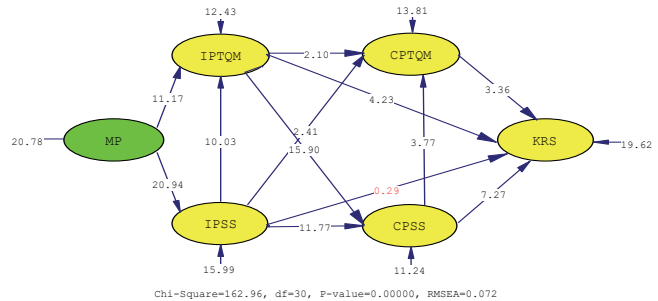 12.43
13.81
IPTQM
2.10
CPTQM
11.17
4.23
3.36
20.78
MP
10.03
2.41
15.90
3.77
KRS
19.62
20.94
0.29
7.27
IPSS
11.77
CPSS
15.99
11.24
Chi-Square=162.96, df=30, P-value=0.00000, RMSEA=0.072